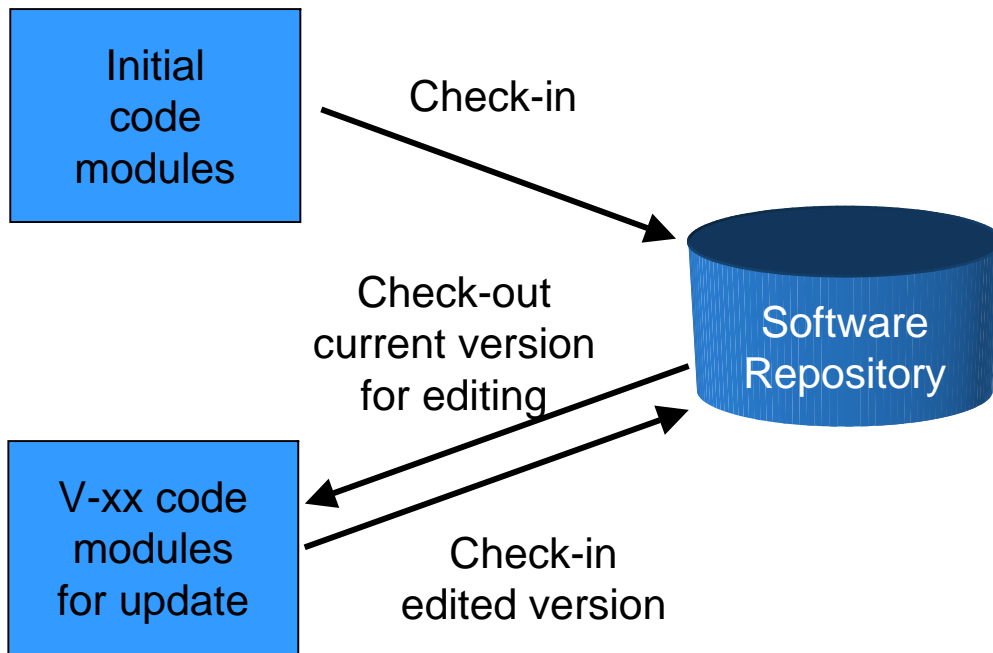 Initial
code
modules
Check-in
Check-out
current version
for editing
Software
Repository
V-xx code
modules
for update
Check-in
edited version